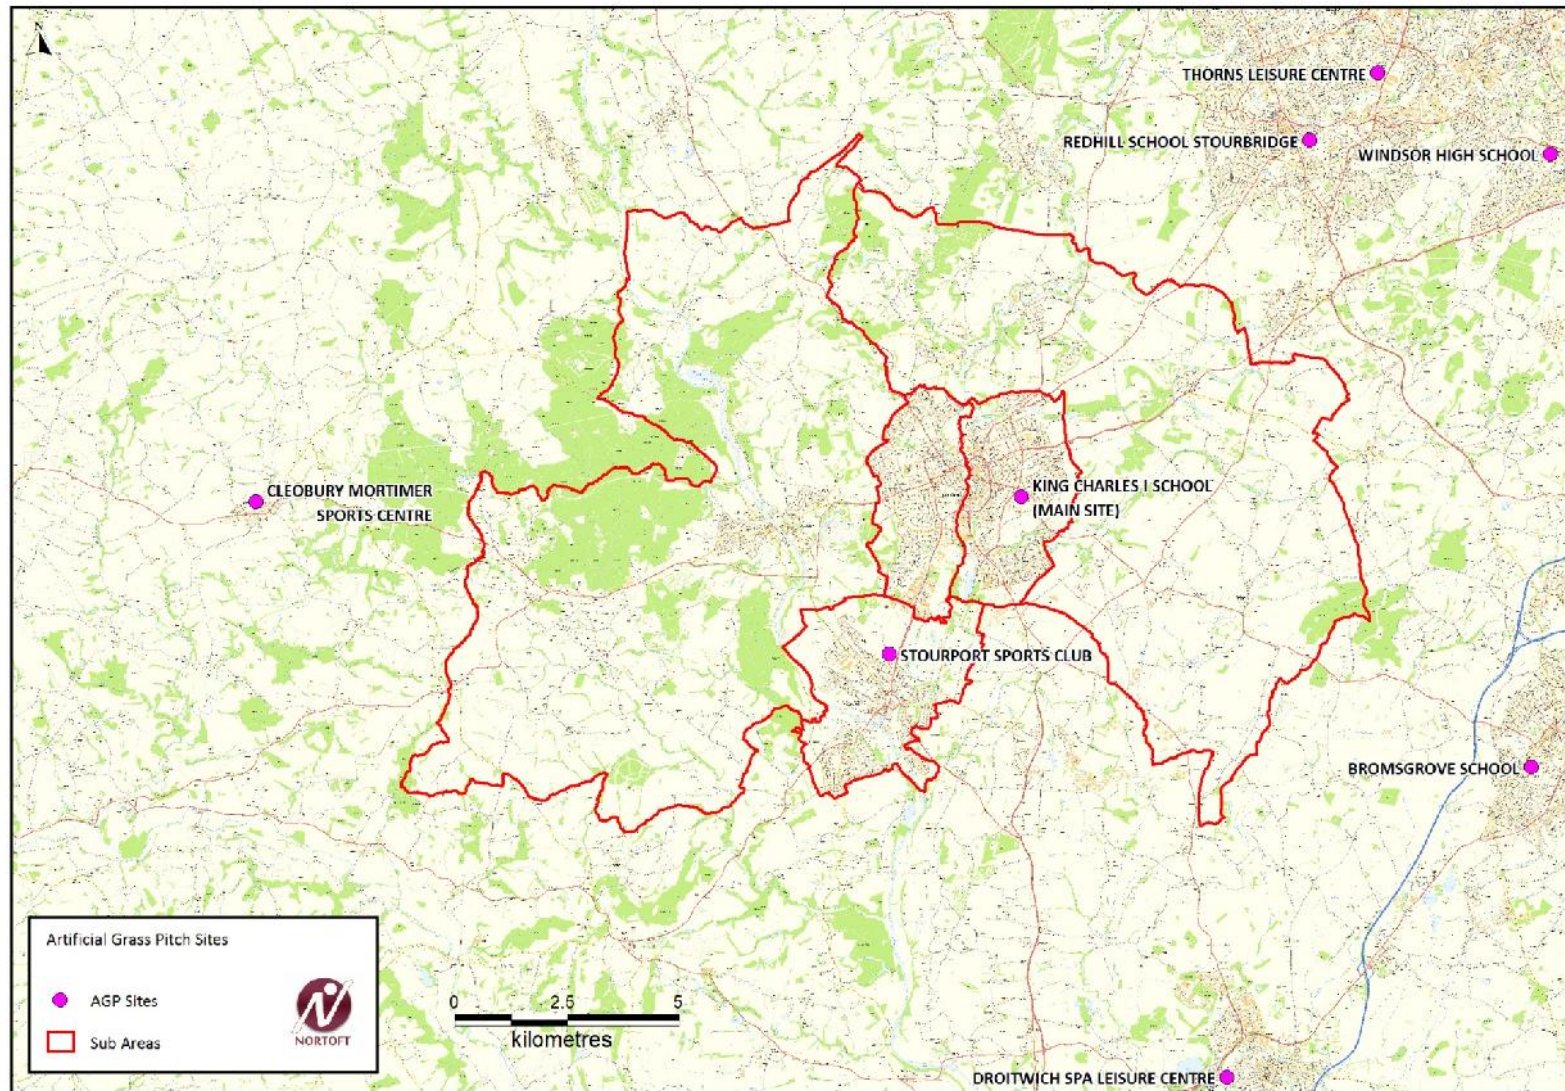 N
THORNS LEISURE CENTRE
REDHILL SCHOOL STOURBRIDGE
WINDSOR HIGH SCHOOL
CLEOBURY MORTIMER
SPORTS CENTRE
KING CHARLES I SCHOOL
(MAIN SITE)
STOURPORT SPORTS CLUB
BROMSGROVE SCHOOL
DROITWICH SPA LEISURE CENTRE
Artificial Grass Pitch Sites
AGP Sites
Sub Areas
NORTOFT
0 2.5 5
kilometres